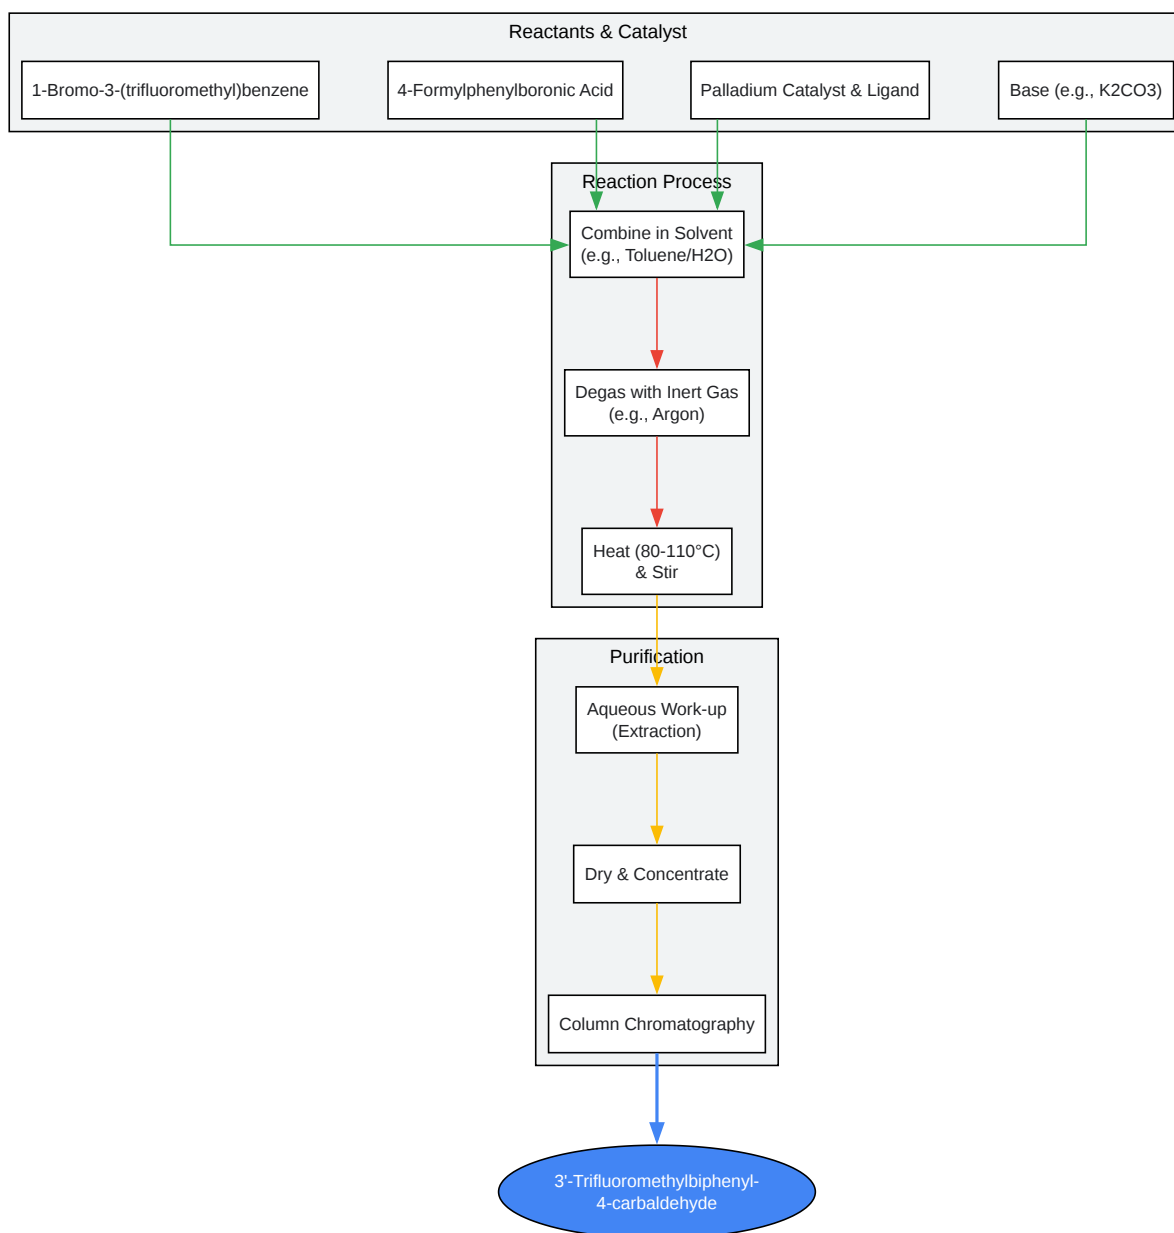 Reactants & Catalyst
1-Bromo-3-(trifluoromethyl)benzene
4-Formylphenylboronic Acid
Palladium Catalyst & Ligand
Base (e.g., K2CO3)
Reaction Process
Combine in Solvent
(e.g., Toluene/H2O)
Degas with Inert Gas
(e.g., Argon)
Heat (80-110°C)
& Stir
Purification
Aqueous Work-up
(Extraction)
Dry & Concentrate
Column Chromatography
3'-Trifluoromethylbiphenyl-
4-carbaldehyde